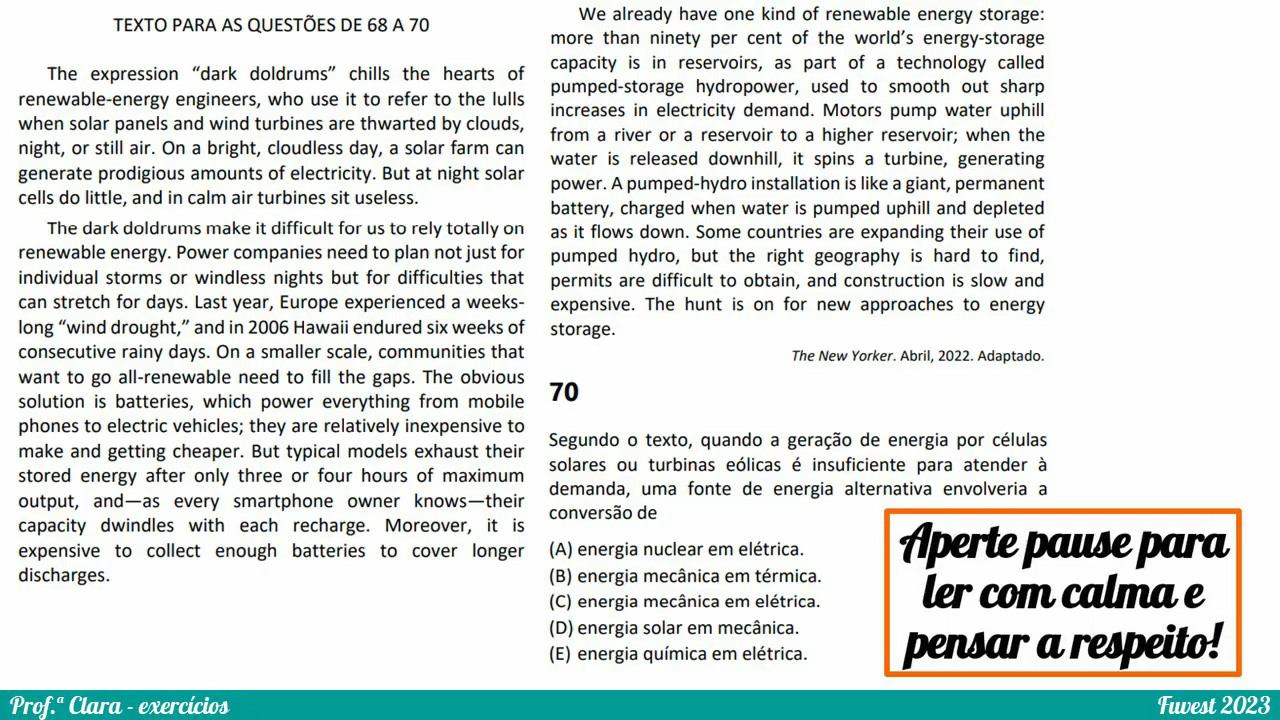 TEXTO PARA AS QUESTÕES DE 68 A 70
The expression “dark doldrums” chills the hearts of
renewable-energy engineers, who use it to refer to the lulls
when solar panels and wind turbines are thwarted by clouds,
night, or still air. On a bright, cloudless day, a solar farm can
generate prodigious amounts of electricity. But at night solar
cells do little, and in calm air turbines sit useless.
The dark doldrums make it difficult for us to rely totally on
renewable energy. Power companies need to plan not just for
individual storms or windless nights but for difficulties that
can stretch for days. Last year, Europe experienced a weeks-
long “wind drought,” and in 2006 Hawaii endured six weeks of
consecutive rainy days. On a smaller scale, communities that
want to go all-renewable need to fill the gaps. The obvious
solution is batteries, which power everything from mobile
phones to electric vehicles; they are relatively inexpensive to
make and getting cheaper. But typical models exhaust their
stored energy after only three or four hours of maximum
output, and—as every smartphone owner knows—their
capacity dwindles with each recharge. Moreover, it is
expensive to collect enough batteries to cover longer
discharges.
We already have one kind of renewable energy storage:
more than ninety per cent of the world’s energy-storage
capacity is in reservoirs, as part of a technology called
pumped-storage hydropower, used to smooth out sharp
increases in electricity demand. Motors pump water uphill
from a river or a reservoir to a higher reservoir; when the
water is released downhill, it spins a turbine, generating
power. A pumped-hydro installation is like a giant, permanent
battery, charged when water is pumped uphill and depleted
as it flows down. Some countries are expanding their use of
pumped hydro, but the right geography is hard to find,
permits are difficult to obtain, and construction is slow and
expensive. The hunt is on for new approaches to energy
storage.
The New Yorker. Abril, 2022. Adaptado.
70
Segundo o texto, quando a geração de energia por células
solares ou turbinas eólicas é insuficiente para atender à
demanda, uma fonte de energia alternativa envolveria a
conversão de
(A) energia nuclear em elétrica.
(B) energia mecânica em térmica.
(C) energia mecânica em elétrica.
(D) energia solar em mecânica.
(E) energia química em elétrica.
Aperte pause para
ler com calma e
pensar a respeito!
Prof.ª Clara - exercícios
Fuvest 2023